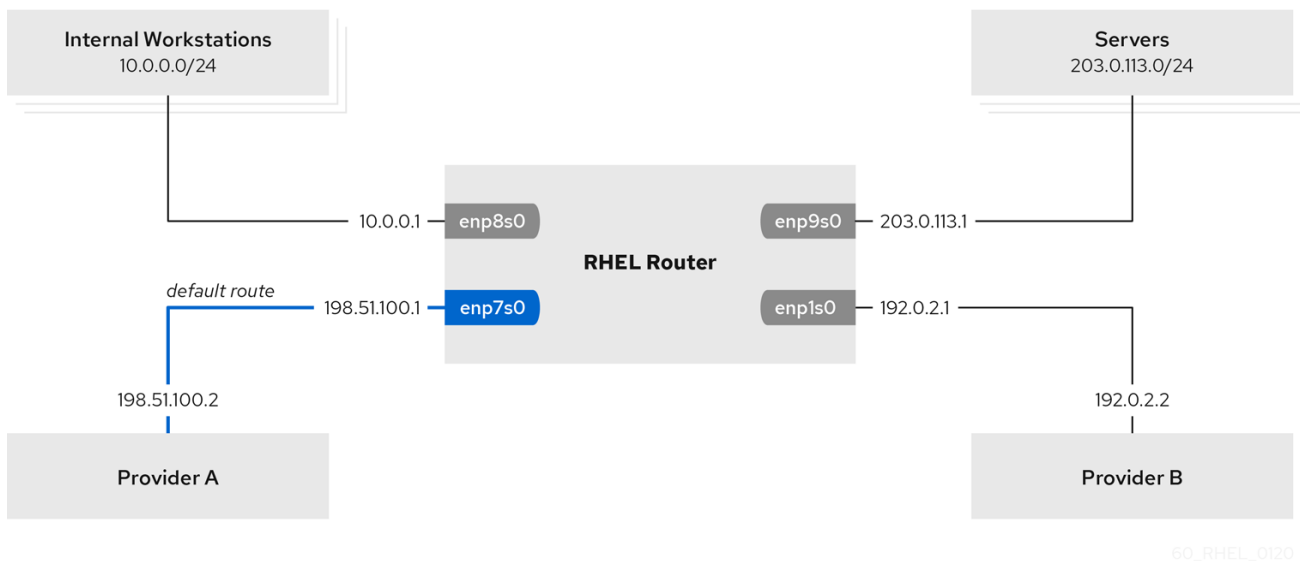 Internal Workstations
10.0.0.0/24
Servers
203.0.113.0/24
10.0.0.1
enp8s0
enp9s0
203.0.113.1
RHEL Router
default route
198.51.100.1
enp7s0
enp1s0
192.0.2.1
198.51.100.2
192.0.2.2
Provider A
Provider B
60_RHEL_0120